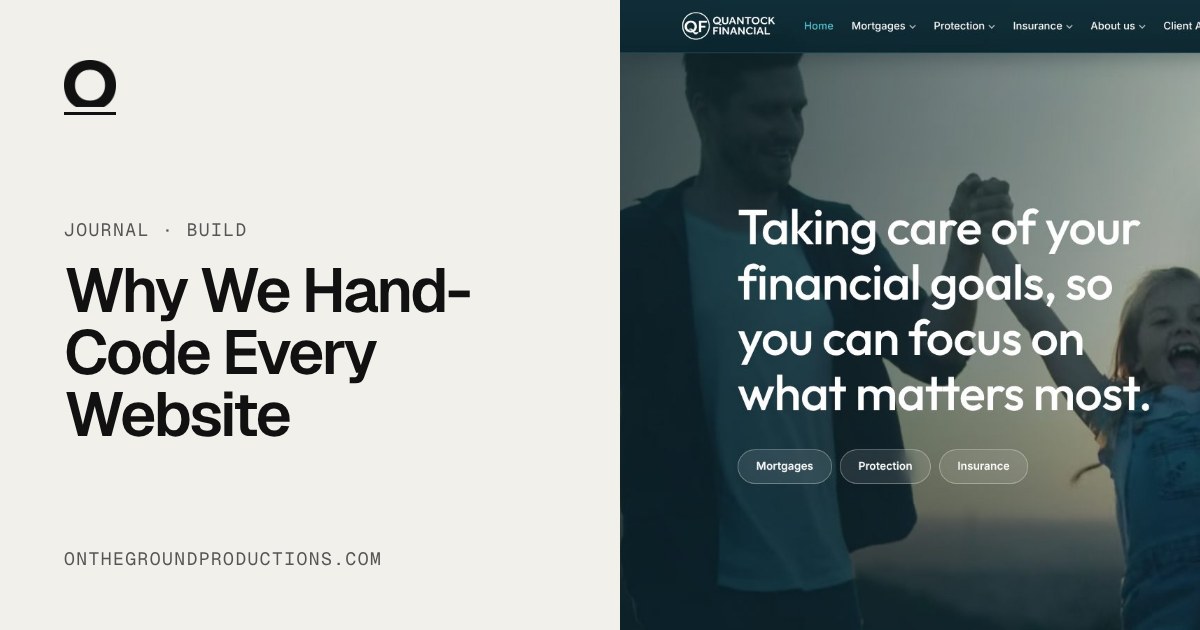 O
JOURNAL · BUILD
Why We Hand-
Code Every
Website
ONTHEGROUNDPRODUCTIONS.COM
QF QUANTOCK
FINANCIAL
Home Mortgages Protection Insurance About us Client A
Taking care of your
financial goals, so
you can focus on
what matters most.
Mortgages Protection Insurance